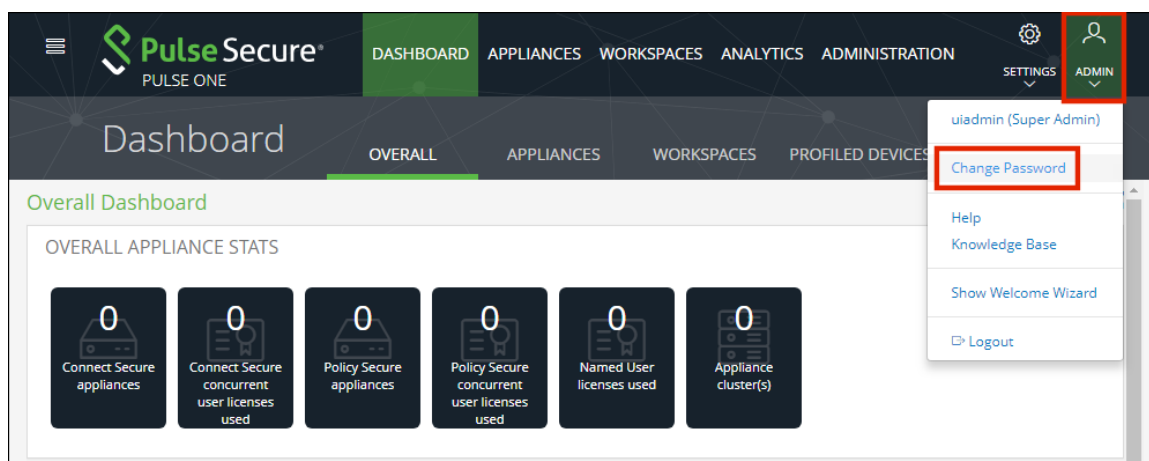 Pulse Secure®
PULSE ONE
DASHBOARD APPLIANCES WORKSPACES ANALYTICS ADMINISTRATION
SETTINGS
ADMIN
Dashboard
OVERALL APPLIANCES WORKSPACES PROFILED DEVICES
uiadmin (Super Admin)
Change Password
Help
Knowledge Base
Show Welcome Wizard
Logout
Overall Dashboard
OVERALL APPLIANCE STATS
0
Connect Secure
appliances
0
Connect Secure
concurrent
user licenses
used
0
Policy Secure
appliances
0
Policy Secure
concurrent
user licenses
used
0
Named User
licenses used
0
Appliance
cluster(s)